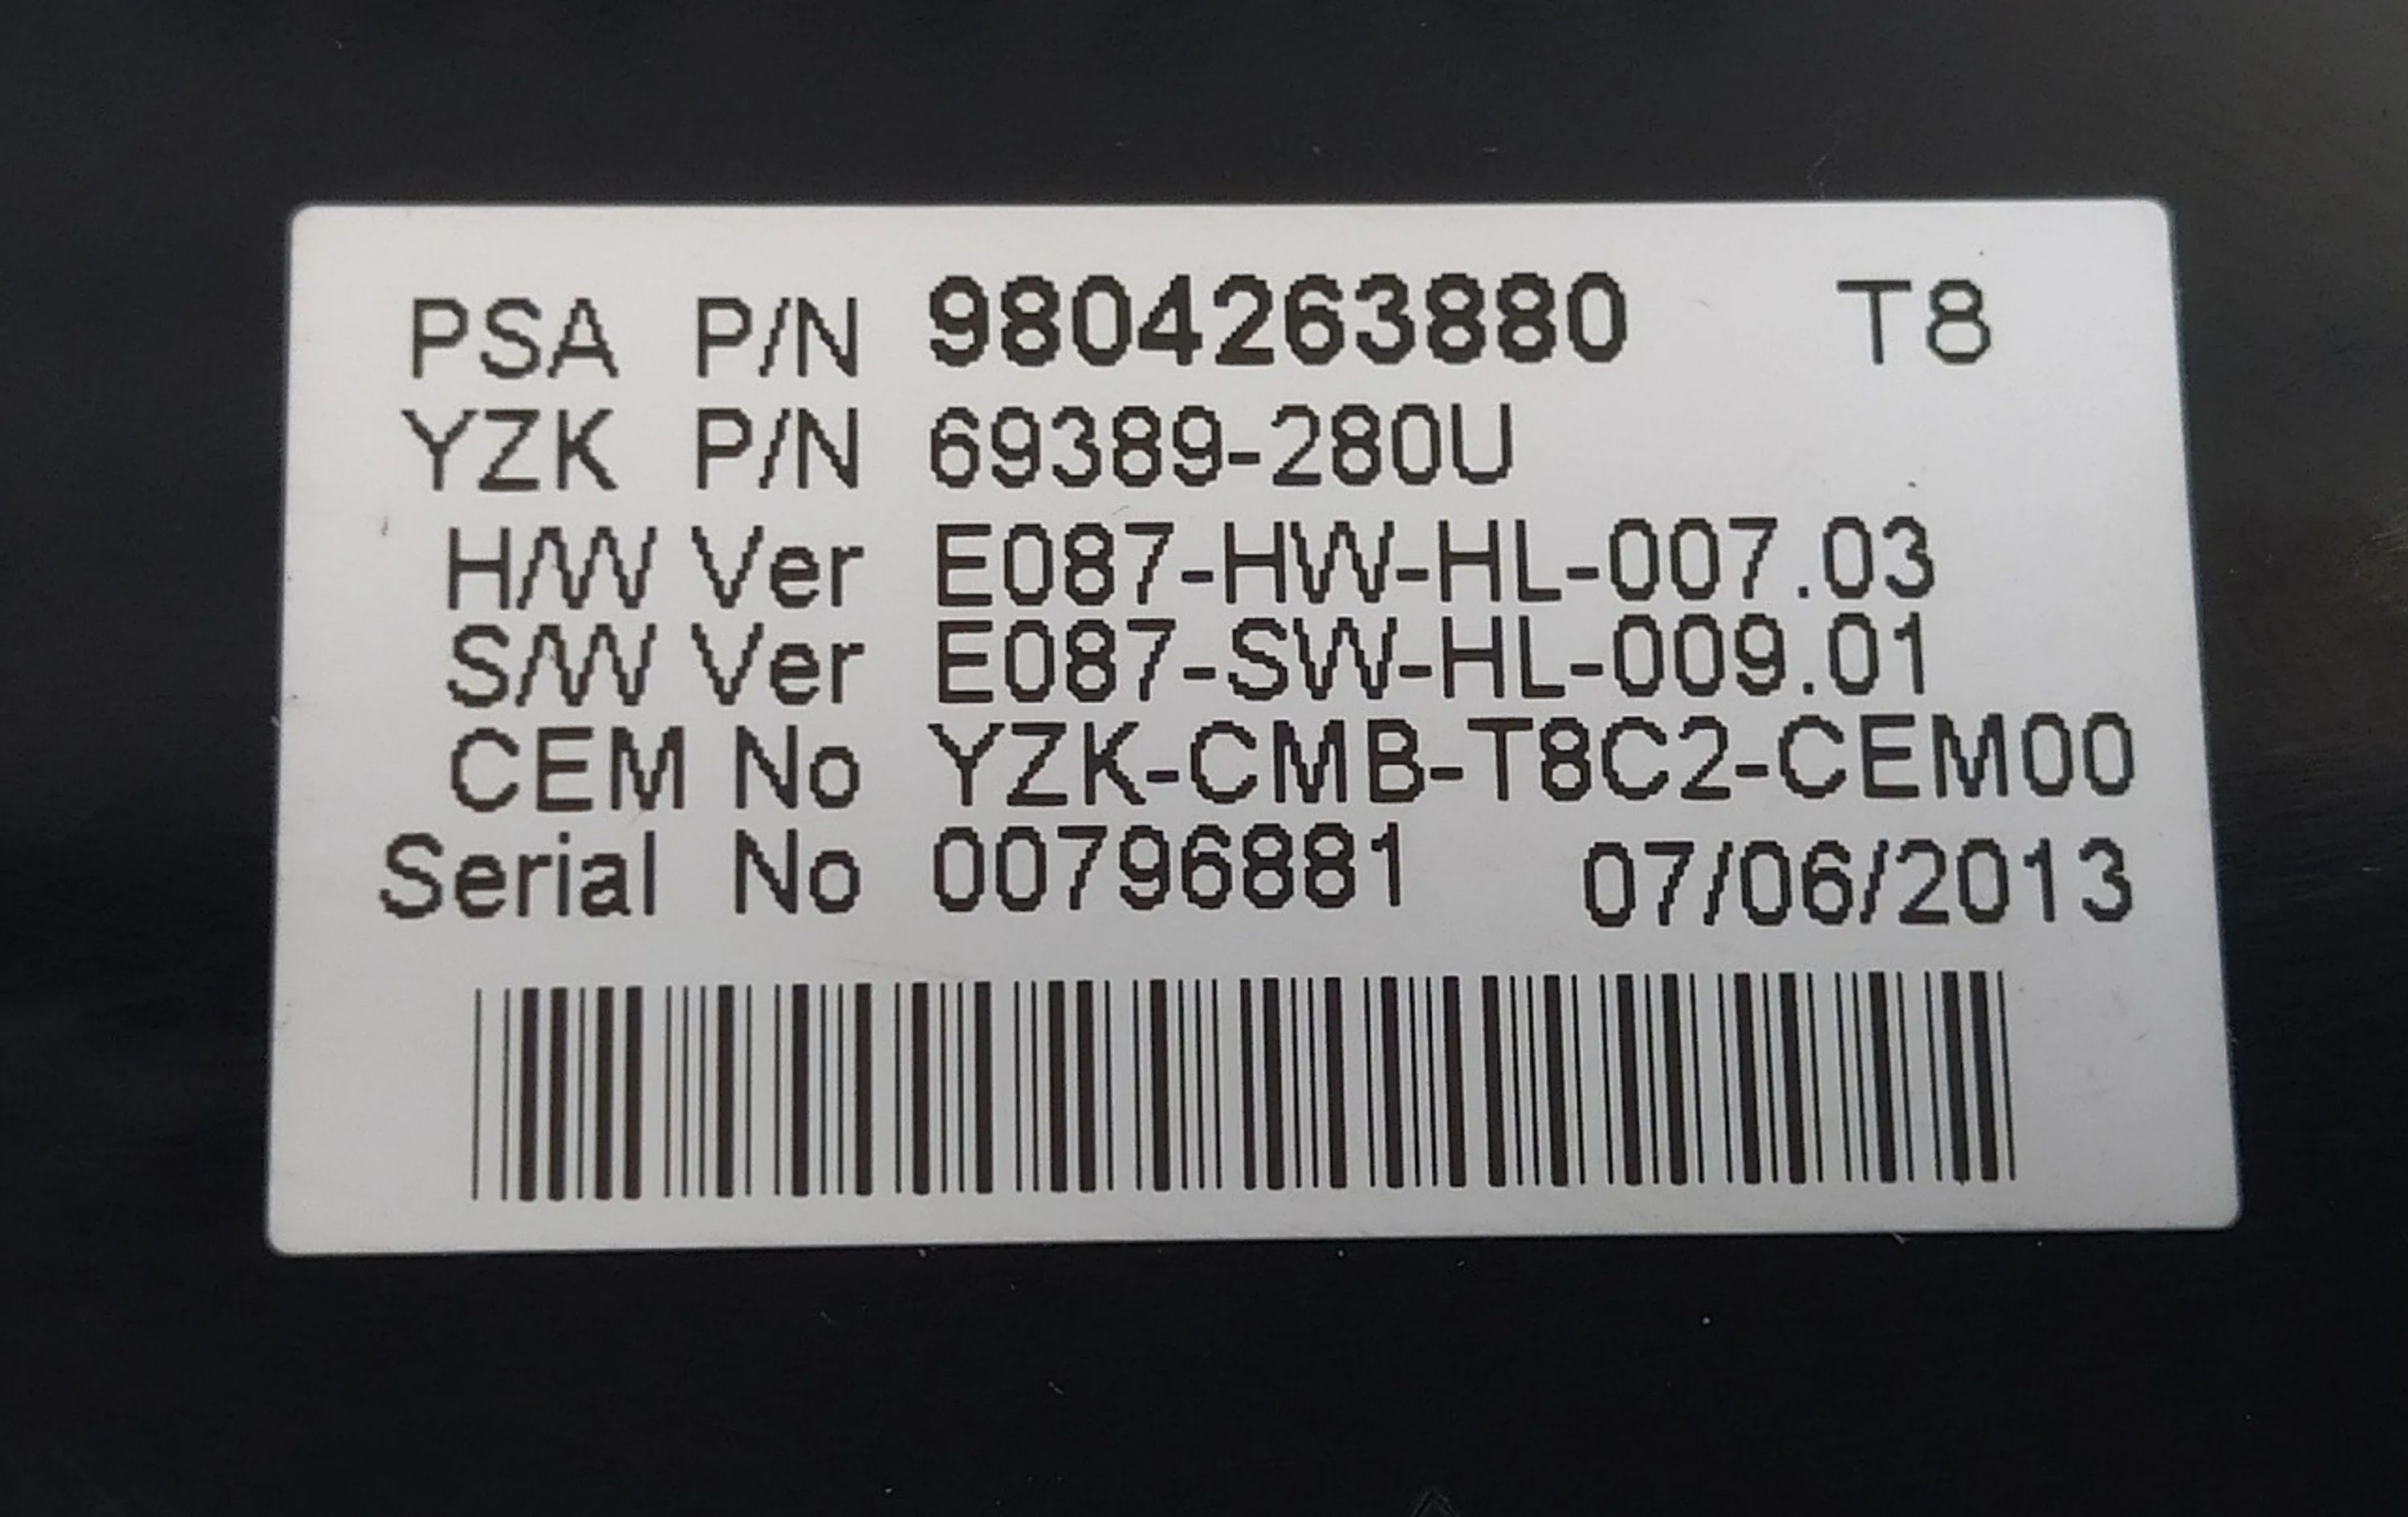 PSA P/N 9804263880 T8
YZK P/N 69389-280U
H/W Ver E087-HW-HL-007.03
S/W Ver E087-SW-HL-009.01
CEM No YZK-CMB-T8C2-CEM00
Serial No 00796881 07/06/2013